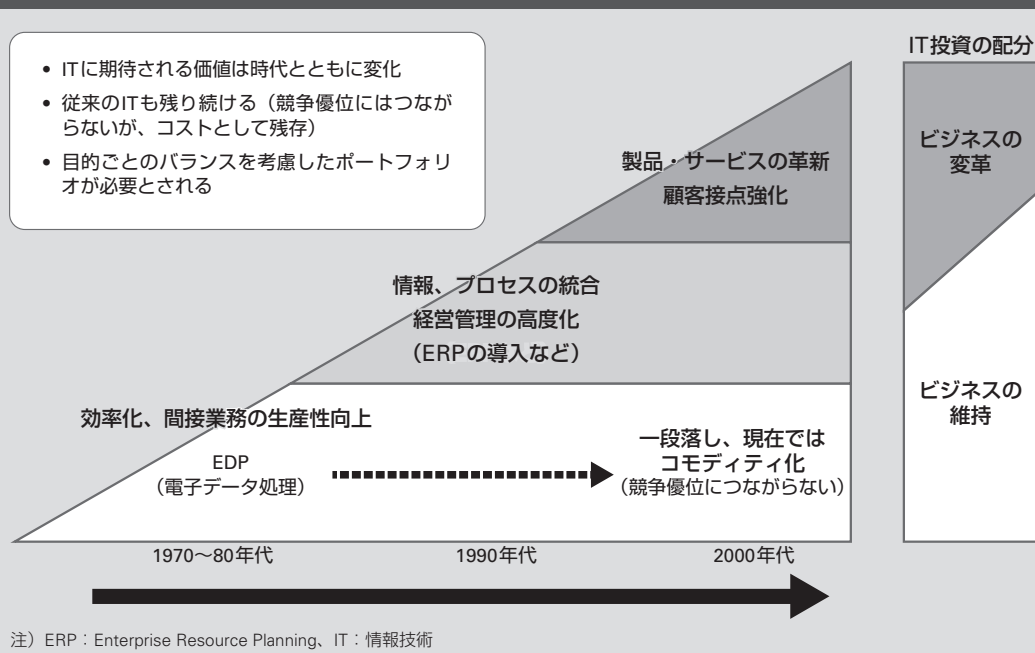 • ITに期待される価値は時代とともに変化
• 従来のITも残り続ける（競争優位にはつなが
らないが、コストとして残存）
• 目的ごとのバランスを考慮したポートフォリ
オが必要とされる
IT投資の配分
製品・サービスの革新
顧客接点強化
ビジネスの
変革
情報、プロセスの統合
経営管理の高度化
（ERPの導入など）
効率化、間接業務の生産性向上
EDP
（電子データ処理）
一段落し、現在では
コモディティ化
（競争優位につながらない）
ビジネスの
維持
1970〜80年代
1990年代
2000年代
注）ERP：Enterprise Resource Planning、IT：情報技術